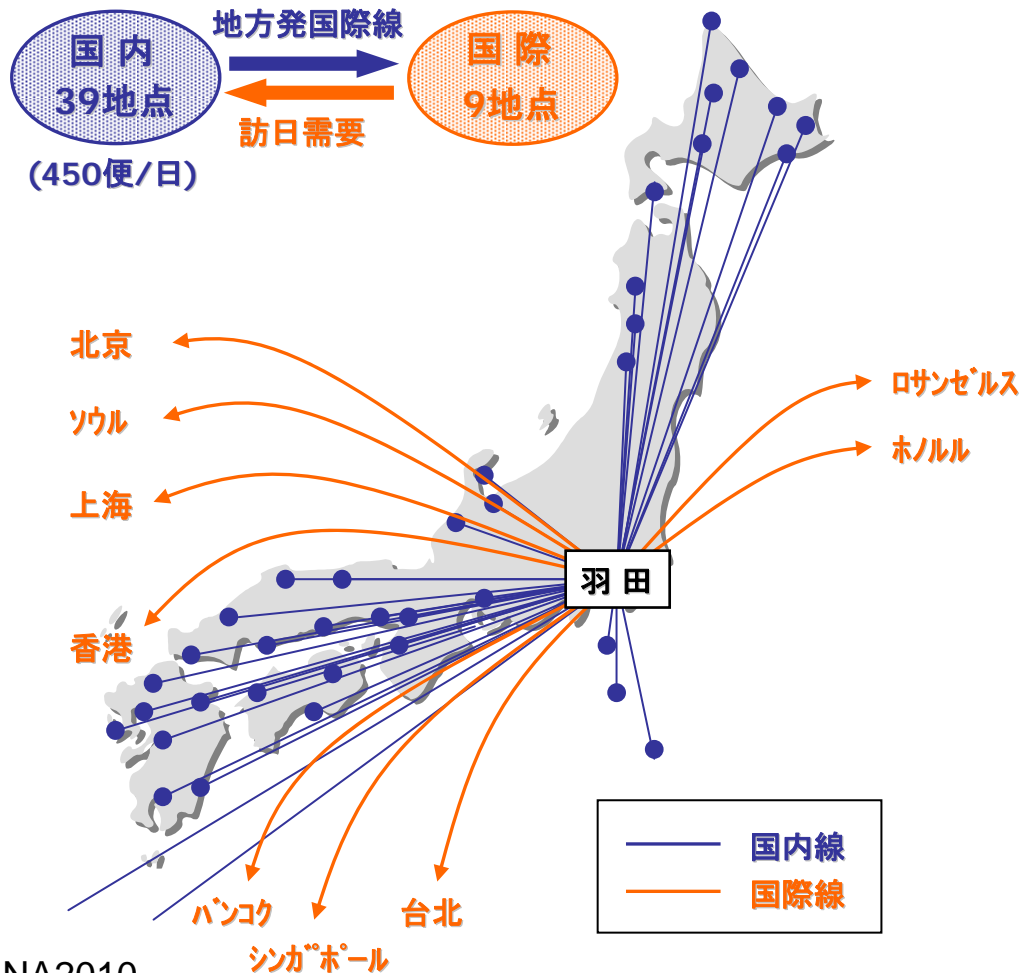 国 内
39地点
(450便/日)
地方発国際線
訪日需要
国 際
9地点
北京
ソウル
上海
香港
ロサンゼルス
ホノルル
羽 田
バンコク
シンガポール
台北
国内線
国際線
NA2010